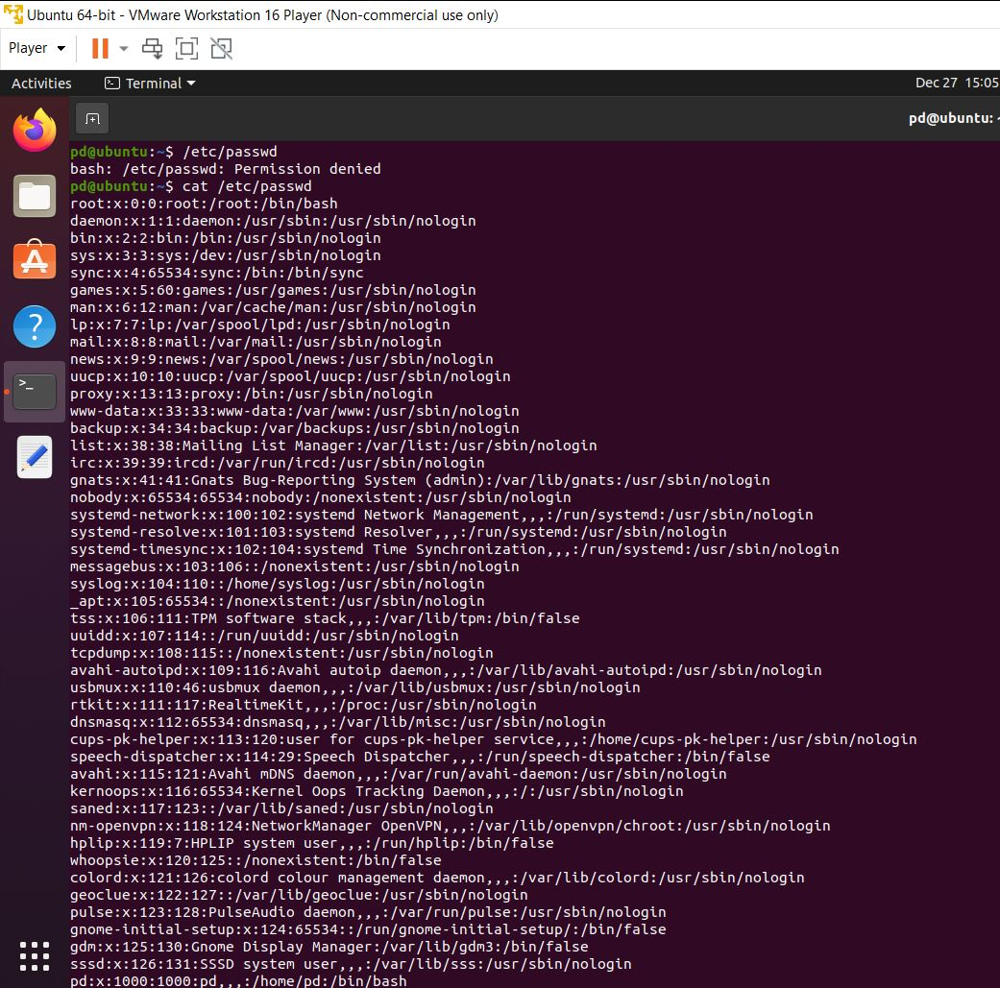 Ubuntu 64-bit - VMware Workstation 16 Player (Non-commercial use only)
Player
Activities
Terminal
Dec 27 15:05
pd@ubuntu: ~
pd@ubuntu:~$ /etc/passwd
bash: /etc/passwd: Permission denied
pd@ubuntu:~$ cat /etc/passwd
root:x:0:0:root:/root:/bin/bash
daemon:x:1:1:daemon:/usr/sbin:/usr/sbin/nologin
bin:x:2:2:bin:/bin:/usr/sbin/nologin
sys:x:3:3:sys:/dev:/usr/sbin/nologin
sync:x:4:65534:sync:/bin:/bin/sync
games:x:5:60:games:/usr/games:/usr/sbin/nologin
man:x:6:12:man:/var/cache/man:/usr/sbin/nologin
lp:x:7:7:lp:/var/spool/lpd:/usr/sbin/nologin
mail:x:8:8:mail:/var/mail:/usr/sbin/nologin
news:x:9:9:news:/var/spool/news:/usr/sbin/nologin
uucp:x:10:10:uucp:/var/spool/uucp:/usr/sbin/nologin
proxy:x:13:13:proxy:/bin:/usr/sbin/nologin
www-data:x:33:33:www-data:/var/www:/usr/sbin/nologin
backup:x:34:34:backup:/var/backups:/usr/sbin/nologin
list:x:38:38:Mailing List Manager:/var/list:/usr/sbin/nologin
irc:x:39:39:ircd:/var/run/ircd:/usr/sbin/nologin
gnats:x:41:41:Gnats Bug-Reporting System (admin):/var/lib/gnats:/usr/sbin/nologin
nobody:x:65534:65534:nobody:/nonexistent:/usr/sbin/nologin
systemd-network:x:100:102:systemd Network Management,,,:/run/systemd:/usr/sbin/nologin
systemd-resolve:x:101:103:systemd Resolver,,,:/run/systemd:/usr/sbin/nologin
systemd-timesync:x:102:104:systemd Time Synchronization,,,:/run/systemd:/usr/sbin/nologin
messagebus:x:103:106::/nonexistent:/usr/sbin/nologin
syslog:x:104:110::/home/syslog:/usr/sbin/nologin
_apt:x:105:65534::/nonexistent:/usr/sbin/nologin
tss:x:106:111:TPM software stack,,,:/var/lib/tpm:/bin/false
uuidd:x:107:114::/run/uuidd:/usr/sbin/nologin
tcpdump:x:108:115::/nonexistent:/usr/sbin/nologin
avahi-autoipd:x:109:116:Avahi autoip daemon,,,:/var/lib/avahi-autoipd:/usr/sbin/nologin
usbmux:x:110:46:usbmux daemon,,,:/var/lib/usbmux:/usr/sbin/nologin
rtkit:x:111:117:RealtimeKit,,,:/proc:/usr/sbin/nologin
dnsmasq:x:112:65534:dnsmasq,,,:/var/lib/misc:/usr/sbin/nologin
cups-pk-helper:x:113:120:user for cups-pk-helper service,,,:/home/cups-pk-helper:/usr/sbin/nologin
speech-dispatcher:x:114:29:Speech Dispatcher,,,:/run/speech-dispatcher:/bin/false
avahi:x:115:121:Avahi mDNS daemon,,,:/var/run/avahi-daemon:/usr/sbin/nologin
kernoops:x:116:65534:Kernel Oops Tracking Daemon,,,:/:/usr/sbin/nologin
saned:x:117:123::/var/lib/saned:/usr/sbin/nologin
nm-openvpn:x:118:124:NetworkManager OpenVPN,,,:/var/lib/openvpn/chroot:/usr/sbin/nologin
hplip:x:119:7:HPLIP system user,,,:/run/hplip:/bin/false
whoopsie:x:120:125::/nonexistent:/bin/false
colord:x:121:126:colord colour management daemon,,,:/var/lib/colord:/usr/sbin/nologin
geoclue:x:122:127::/var/lib/geoclue:/usr/sbin/nologin
pulse:x:123:128:PulseAudio daemon,,,:/var/run/pulse:/usr/sbin/nologin
gnome-initial-setup:x:124:65534::/run/gnome-initial-setup/:/bin/false
gdm:x:125:130:Gnome Display Manager:/var/lib/gdm3:/bin/false
sssd:x:126:131:SSSD system user,,,:/var/lib/sss:/usr/sbin/nologin
pd:x:1000:1000:pd,,,:/home/pd:/bin/bash